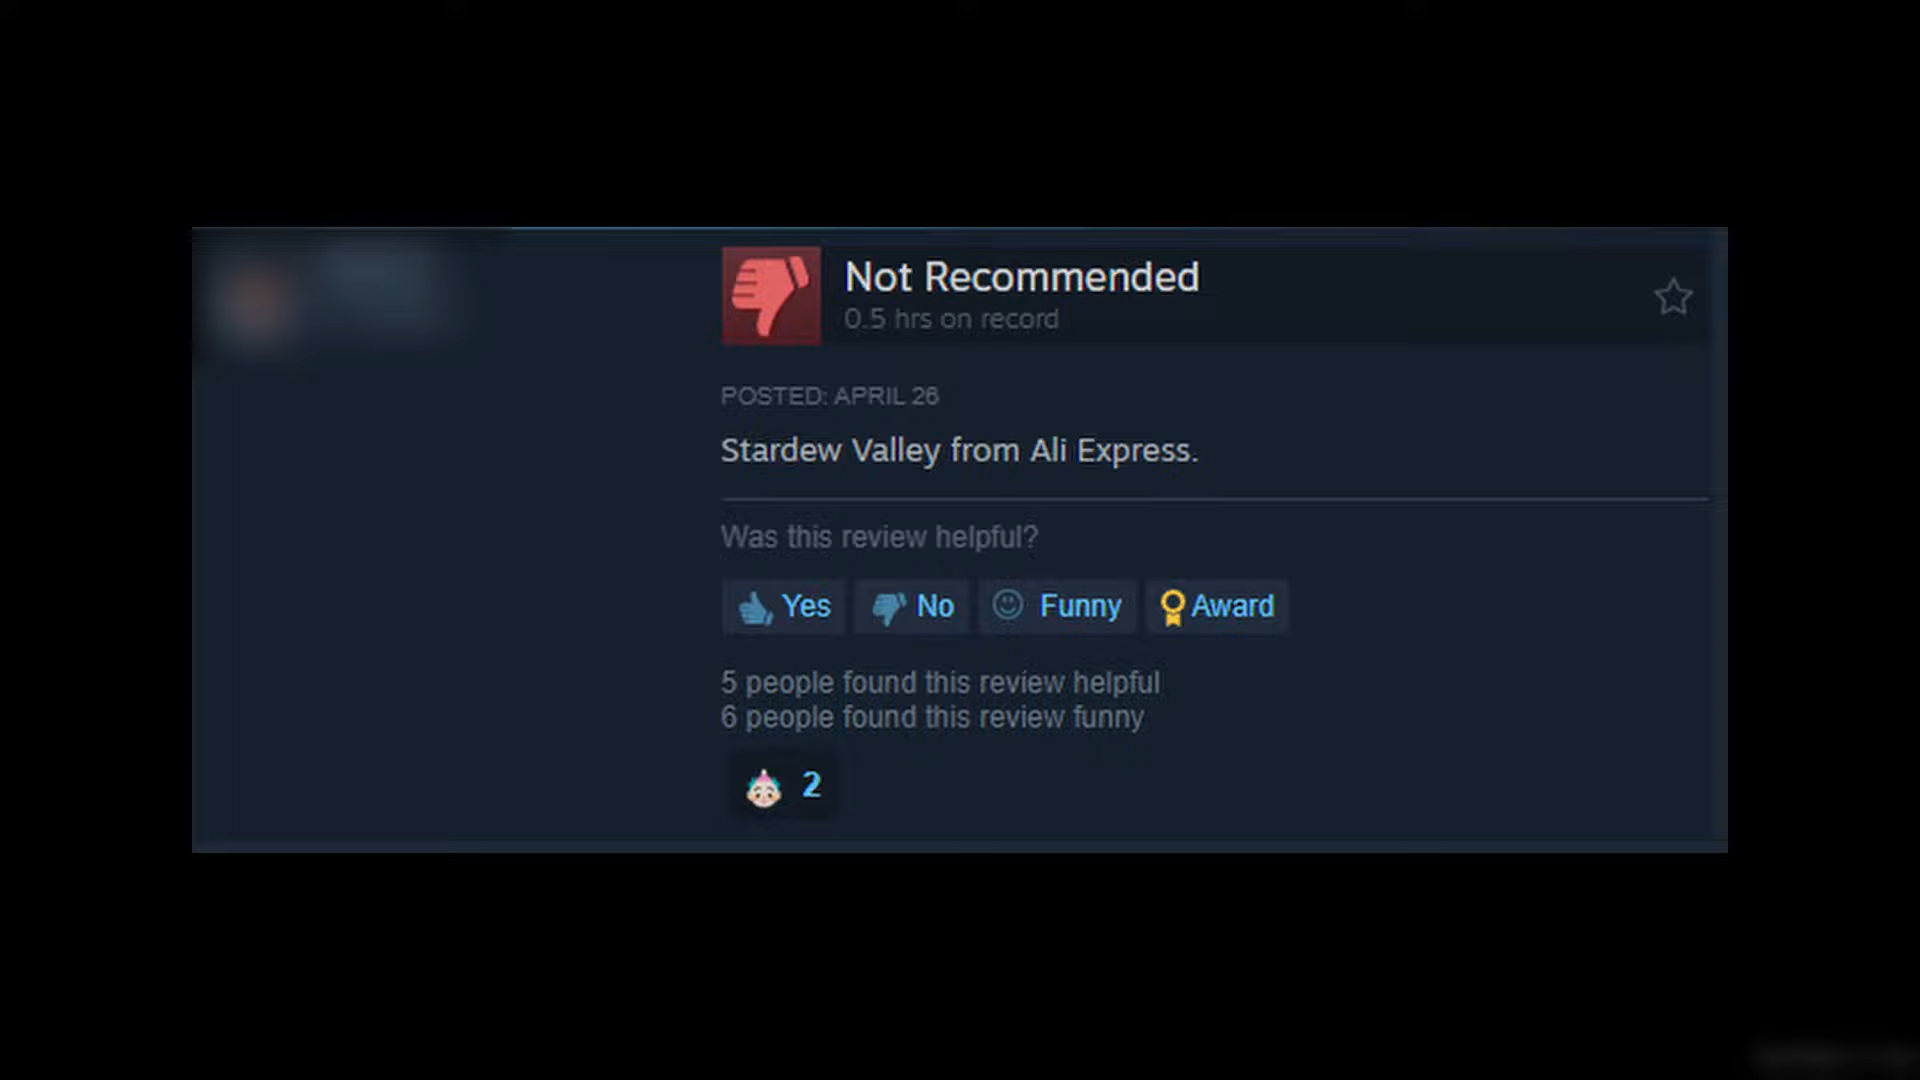 Not Recommended
0.5 hrs on record
POSTED: APRIL 26
Stardew Valley from Ali Express.
Was this review helpful?
Yes No Funny Award
5 people found this review helpful
6 people found this review funny
2